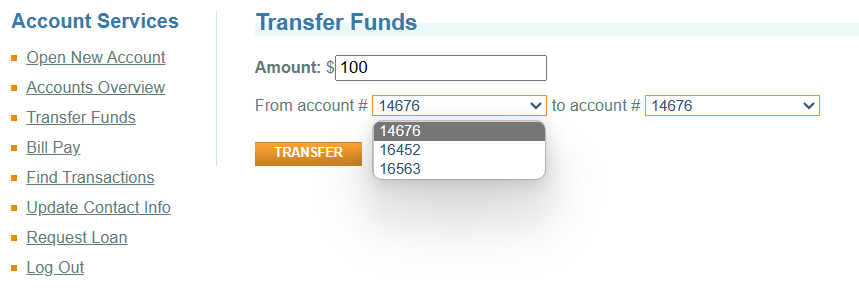 Account Services
Open New Account
Accounts Overview
Transfer Funds
Bill Pay
Find Transactions
Update Contact Info
Request Loan
Log Out
Transfer Funds
Amount: $100
From account # 14676 to account # 14676
14676
16452
16563
TRANSFER